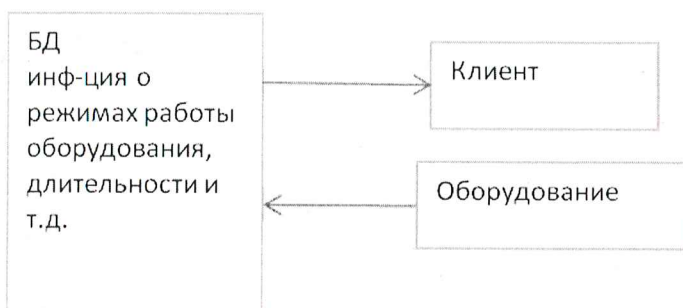 БД
инф-ция о
режимах работы
оборудования,
длительности и
т.д.
Клиент
Оборудование